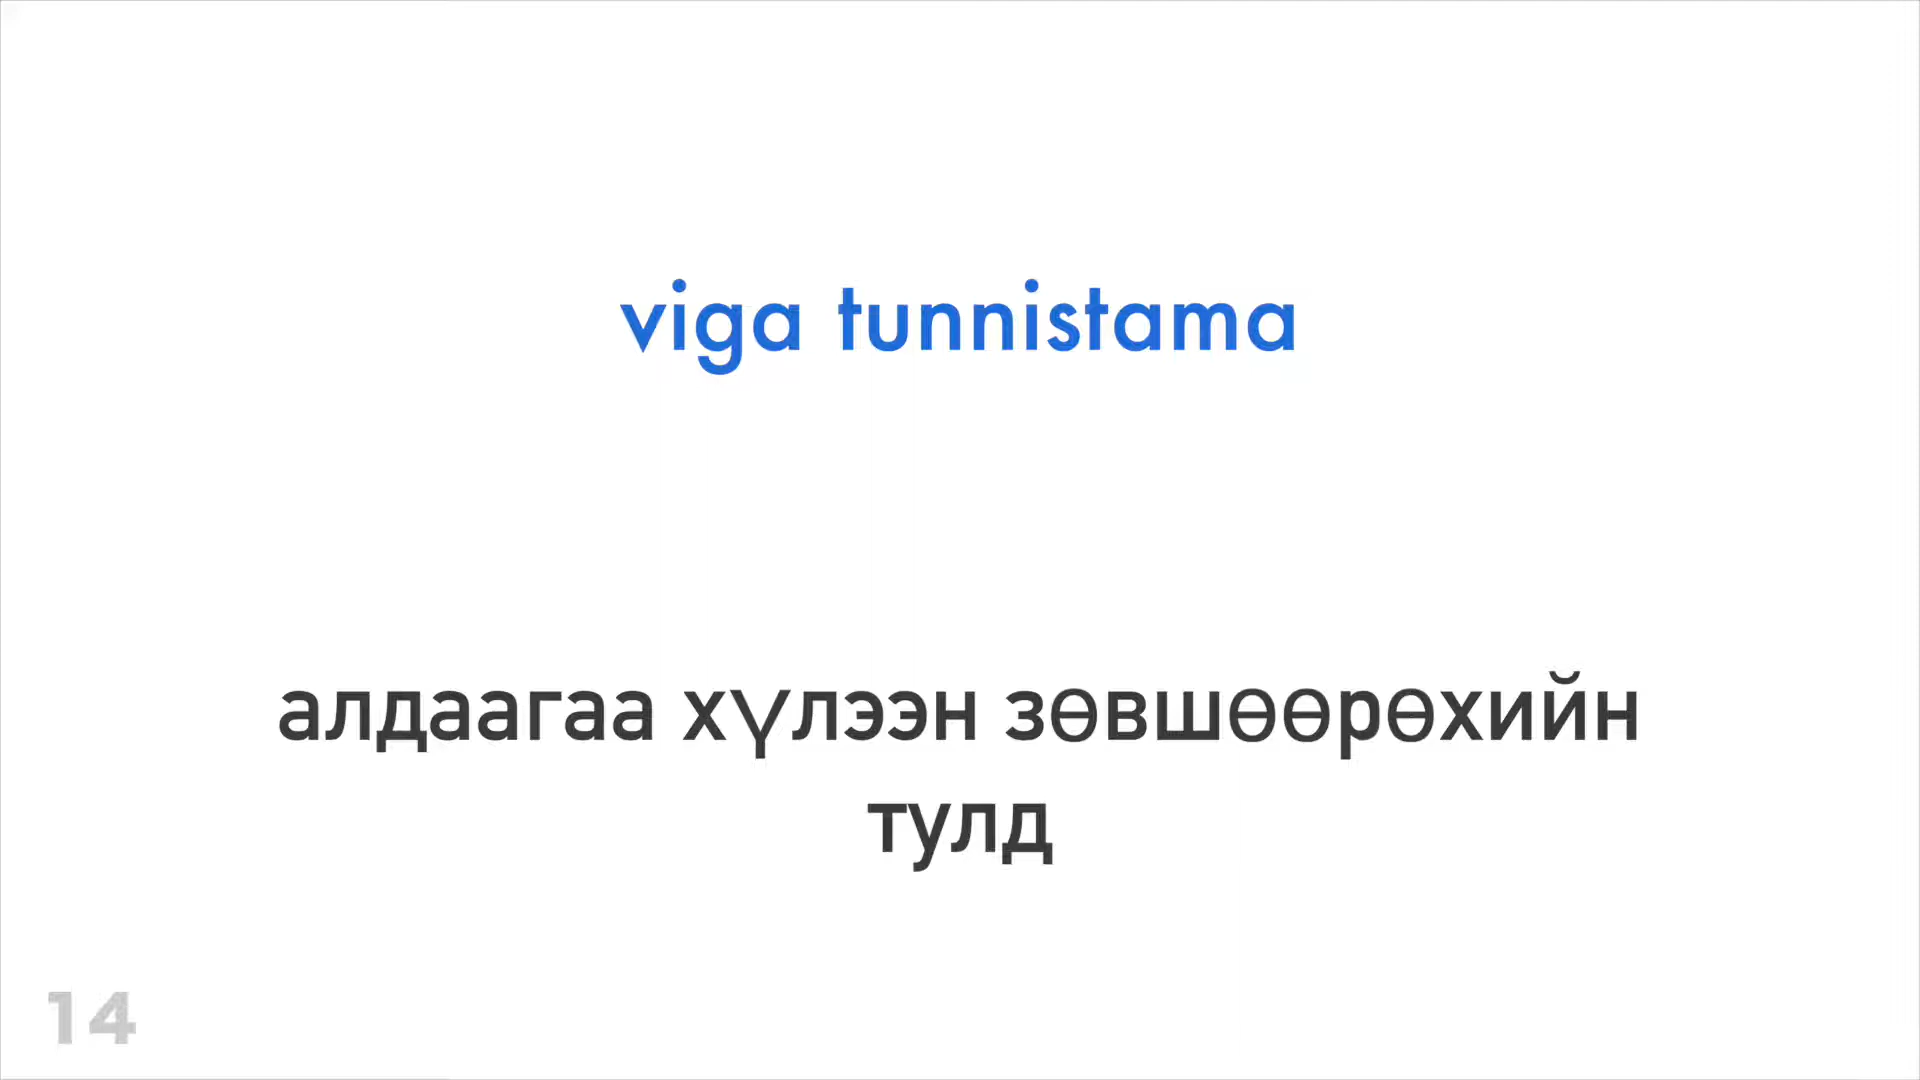 viga tunnistama
алдаагаа хүлээн зөвшөөрөхийн
тулд
14